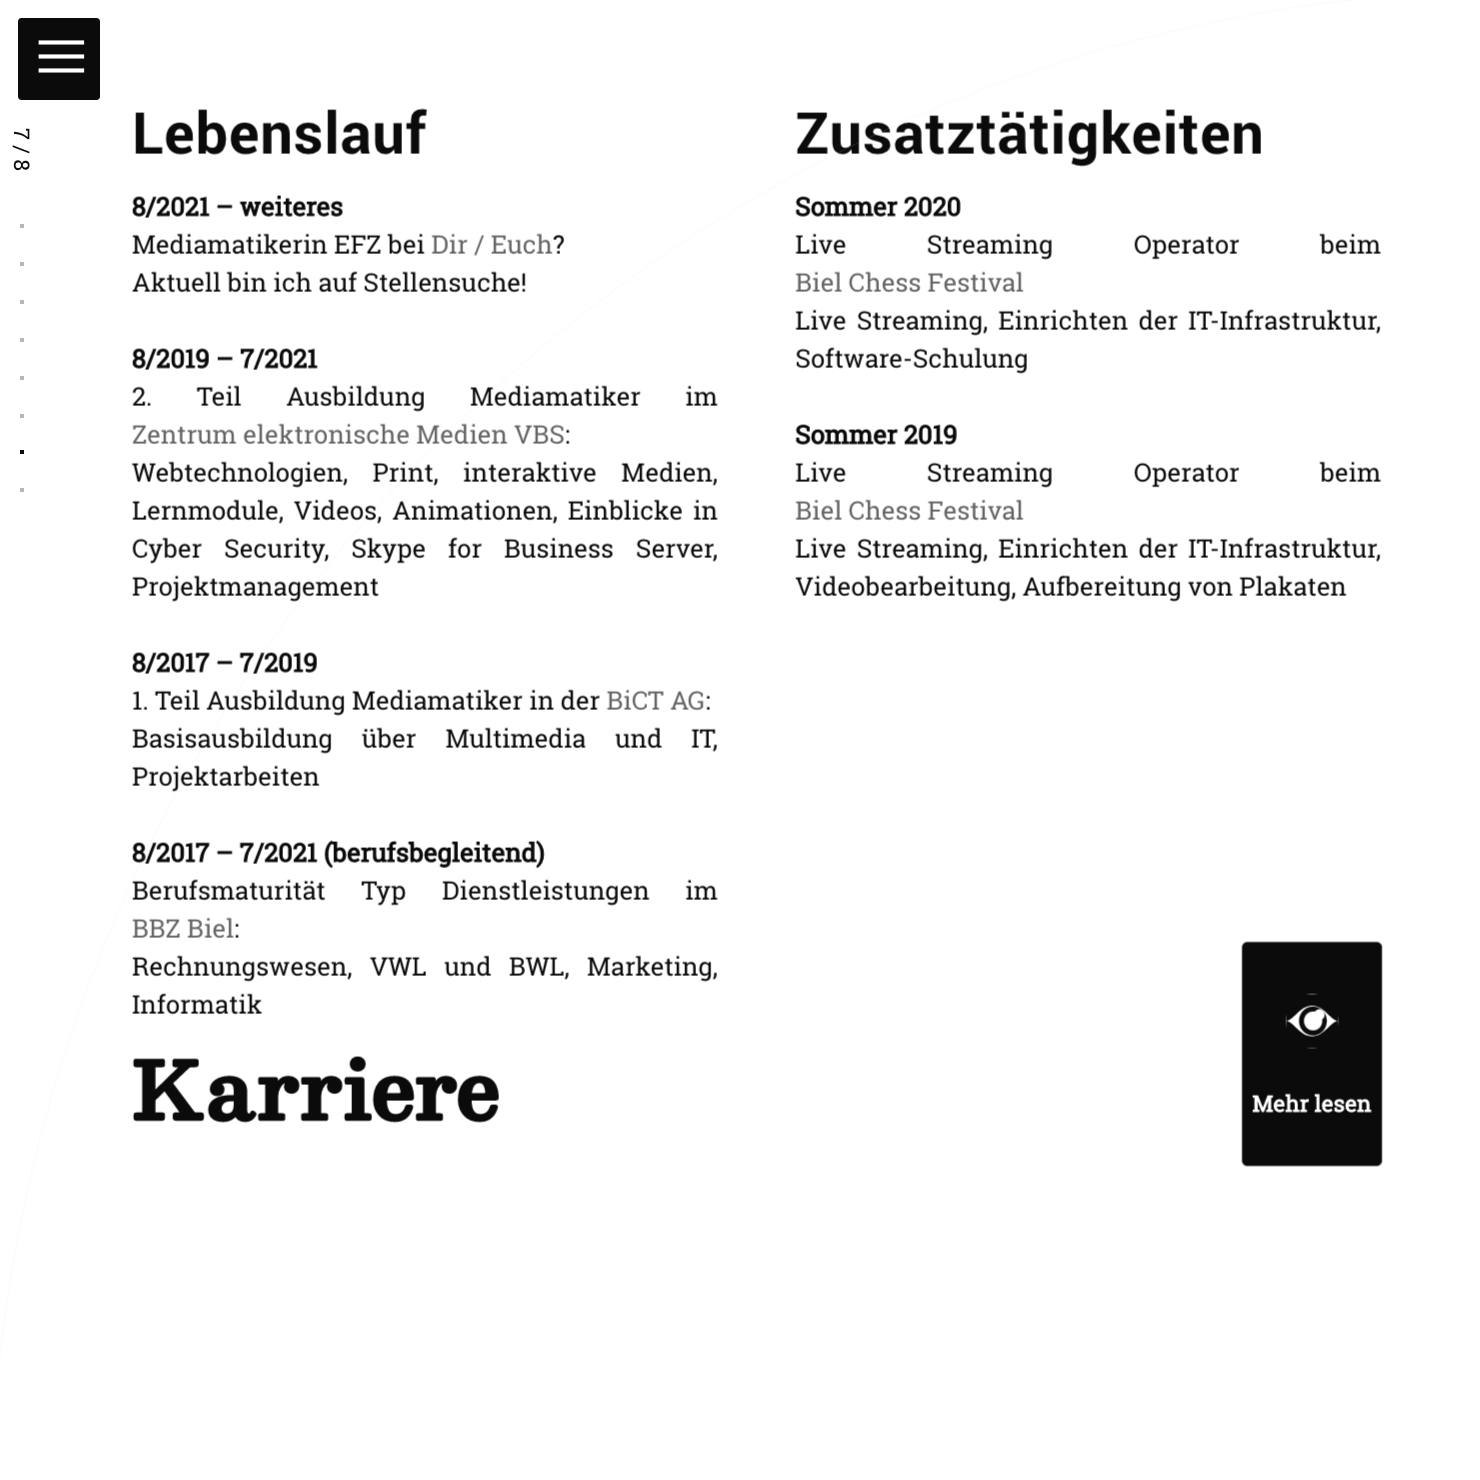 7 / 8
Lebenslauf
8/2021 – weiteres
Mediamatikerin EFZ bei Dir / Euch?
Aktuell bin ich auf Stellensuche!
8/2019 – 7/2021
2. Teil Ausbildung Mediamatiker im
Zentrum elektronische Medien VBS:
Webtechnologien, Print, interaktive Medien,
Lernmodule, Videos, Animationen, Einblicke in
Cyber Security, Skype for Business Server,
Projektmanagement
8/2017 – 7/2019
1. Teil Ausbildung Mediamatiker in der BiCT AG:
Basisausbildung über Multimedia und IT,
Projektarbeiten
8/2017 – 7/2021 (berufsbegleitend)
Berufsmaturität Typ Dienstleistungen im
BBZ Biel:
Rechnungswesen, VWL und BWL, Marketing,
Informatik
Zusatztätigkeiten
Sommer 2020
Live Streaming Operator beim
Biel Chess Festival
Live Streaming, Einrichten der IT-Infrastruktur,
Software-Schulung
Sommer 2019
Live Streaming Operator beim
Biel Chess Festival
Live Streaming, Einrichten der IT-Infrastruktur,
Videobearbeitung, Aufbereitung von Plakaten
Karriere
Mehr lesen